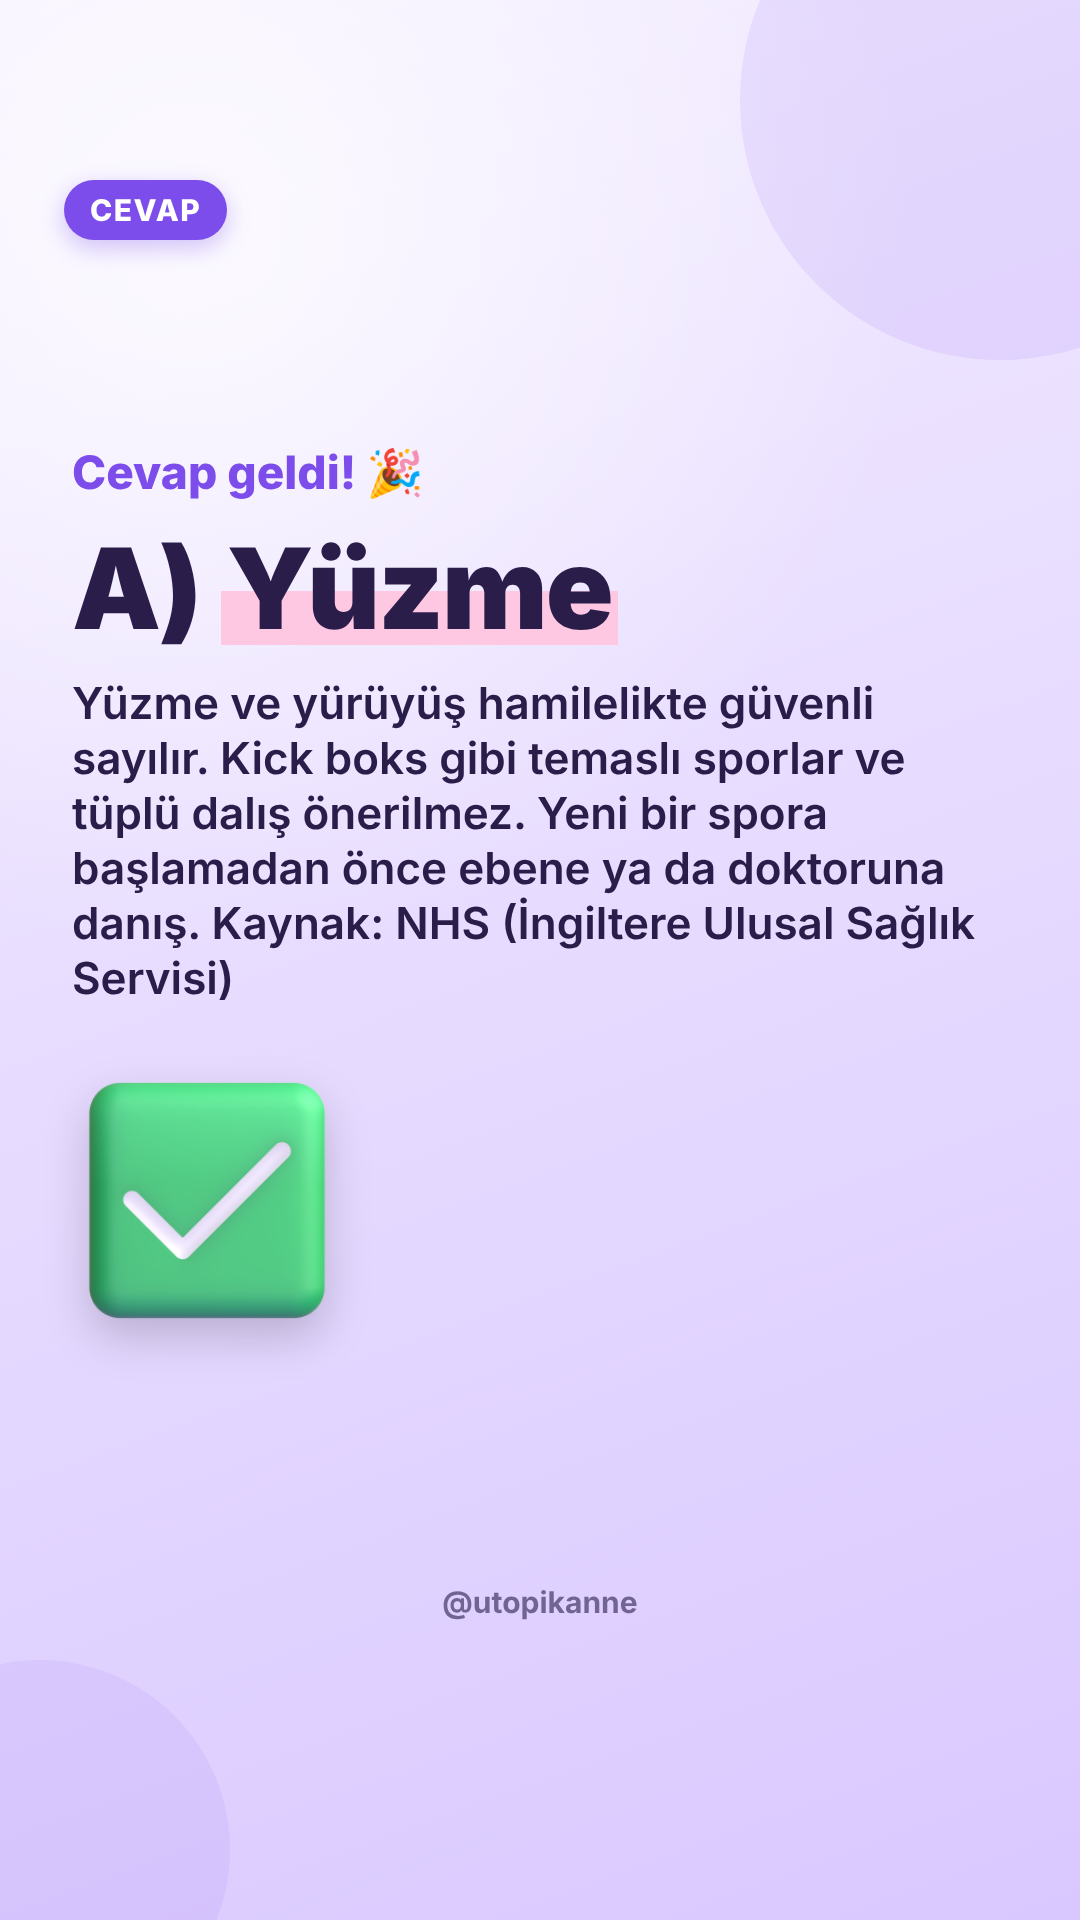 CEVAP
Cevap geldi! 🎉
A) Yüzme
Yüzme ve yürüyüş hamilelikte güvenli
sayılır. Kick boks gibi temaslı sporlar ve
tüplü dalış önerilmez. Yeni bir spora
başlamadan önce ebene ya da doktoruna
danış. Kaynak: NHS (İngiltere Ulusal Sağlık
Servisi)
@utopikanne